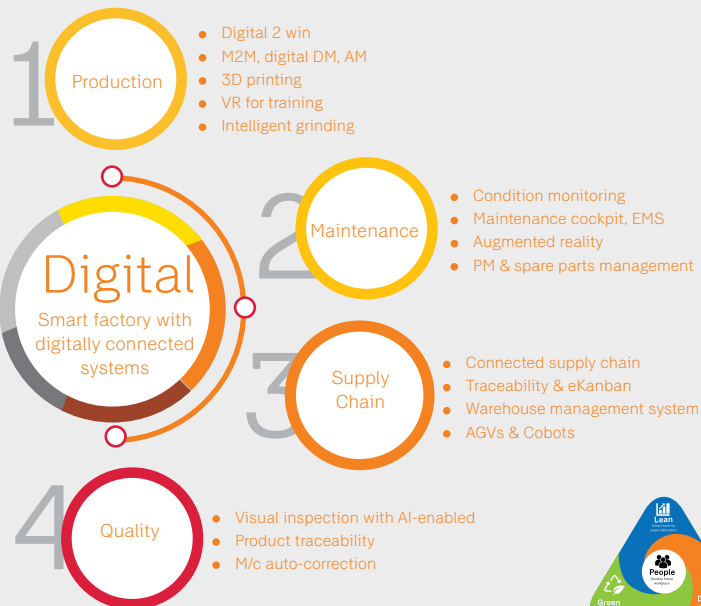 1
Production
Digital 2 win
M2M, digital DM, AM
3D printing
VR for training
Intelligent grinding
Digital
Smart factory with
digitally connected
systems
2
Maintenance
Condition monitoring
Maintenance cockpit, EMS
Augmented reality
PM & spare parts management
3
Supply
Chain
Connected supply chain
Traceability & eKanban
Warehouse management system
AGVs & Cobots
4
Quality
Visual inspection with AI-enabled
Product traceability
M/c auto-correction
Lean
People
workplace
Green
D